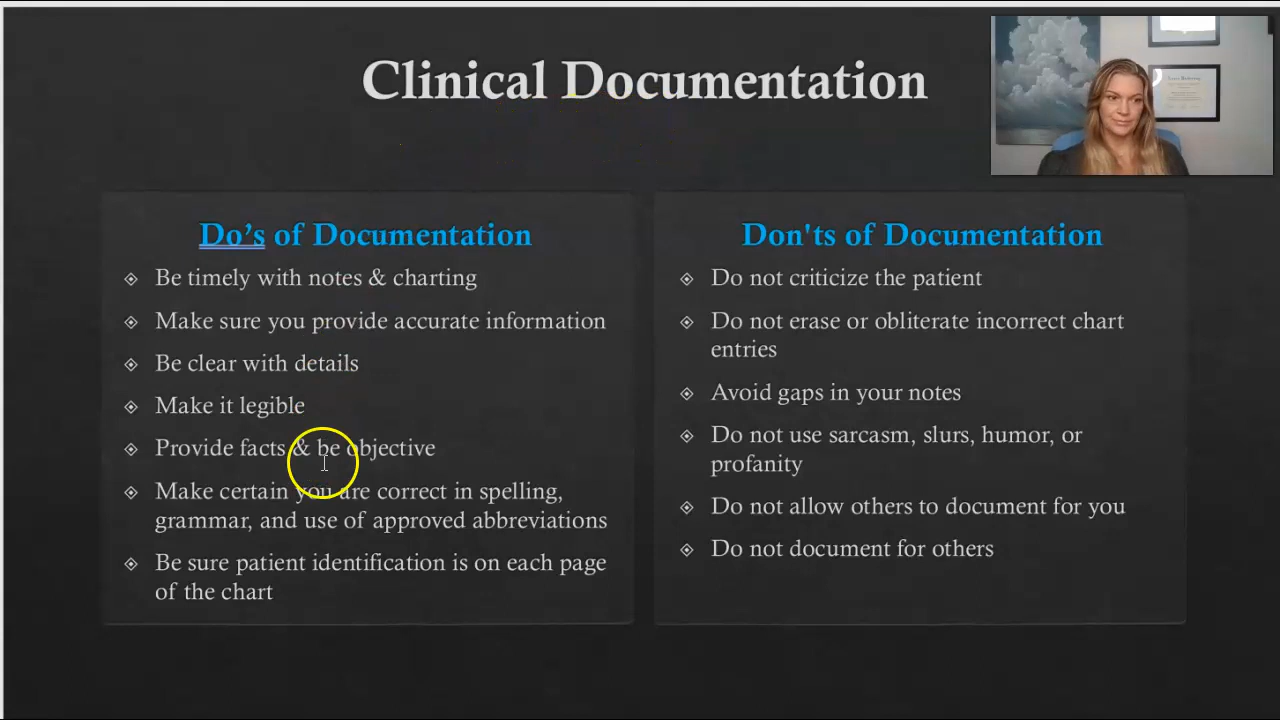 Clinical Documentation
Do's of Documentation
Be timely with notes & charting
Make sure you provide accurate information
Be clear with details
Make it legible
Provide facts & be objective
Make certain you are correct in spelling,
grammar, and use of approved abbreviations
Be sure patient identification is on each page
of the chart
Don'ts of Documentation
Do not criticize the patient
Do not erase or obliterate incorrect chart
entries
Avoid gaps in your notes
Do not use sarcasm, slurs, humor, or
profanity
Do not allow others to document for you
Do not document for others